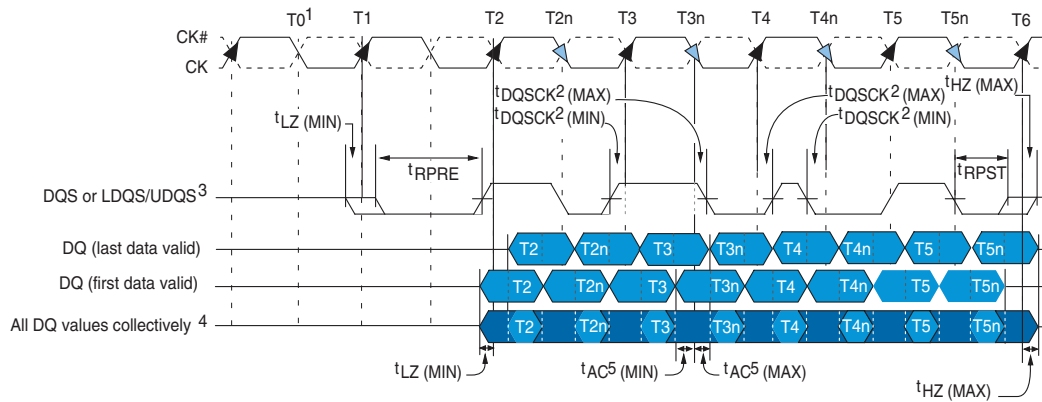 T0¹ T1 T2 T2n T3 T3n T4 T4n T5 T5n T6
CK#
CK
tHZ (MAX)
tDQSCK² (MAX) tDQSCK² (MAX)
tDQSCK² (MIN) tDQSCK² (MIN)
tLZ (MIN)
tRPRE tRPST
DQS or LDQS/UDQS³
DQ (last data valid) T2 T2n T3 T3n T4 T4n T5 T5n
DQ (first data valid) T2 T2n T3 T3n T4 T4n T5 T5n
All DQ values collectively ⁴ T2 T2n T3 T3n T4 T4n T5 T5n
tLZ (MIN) tAC⁵ (MIN) tAC⁵ (MAX)
tHZ (MAX)